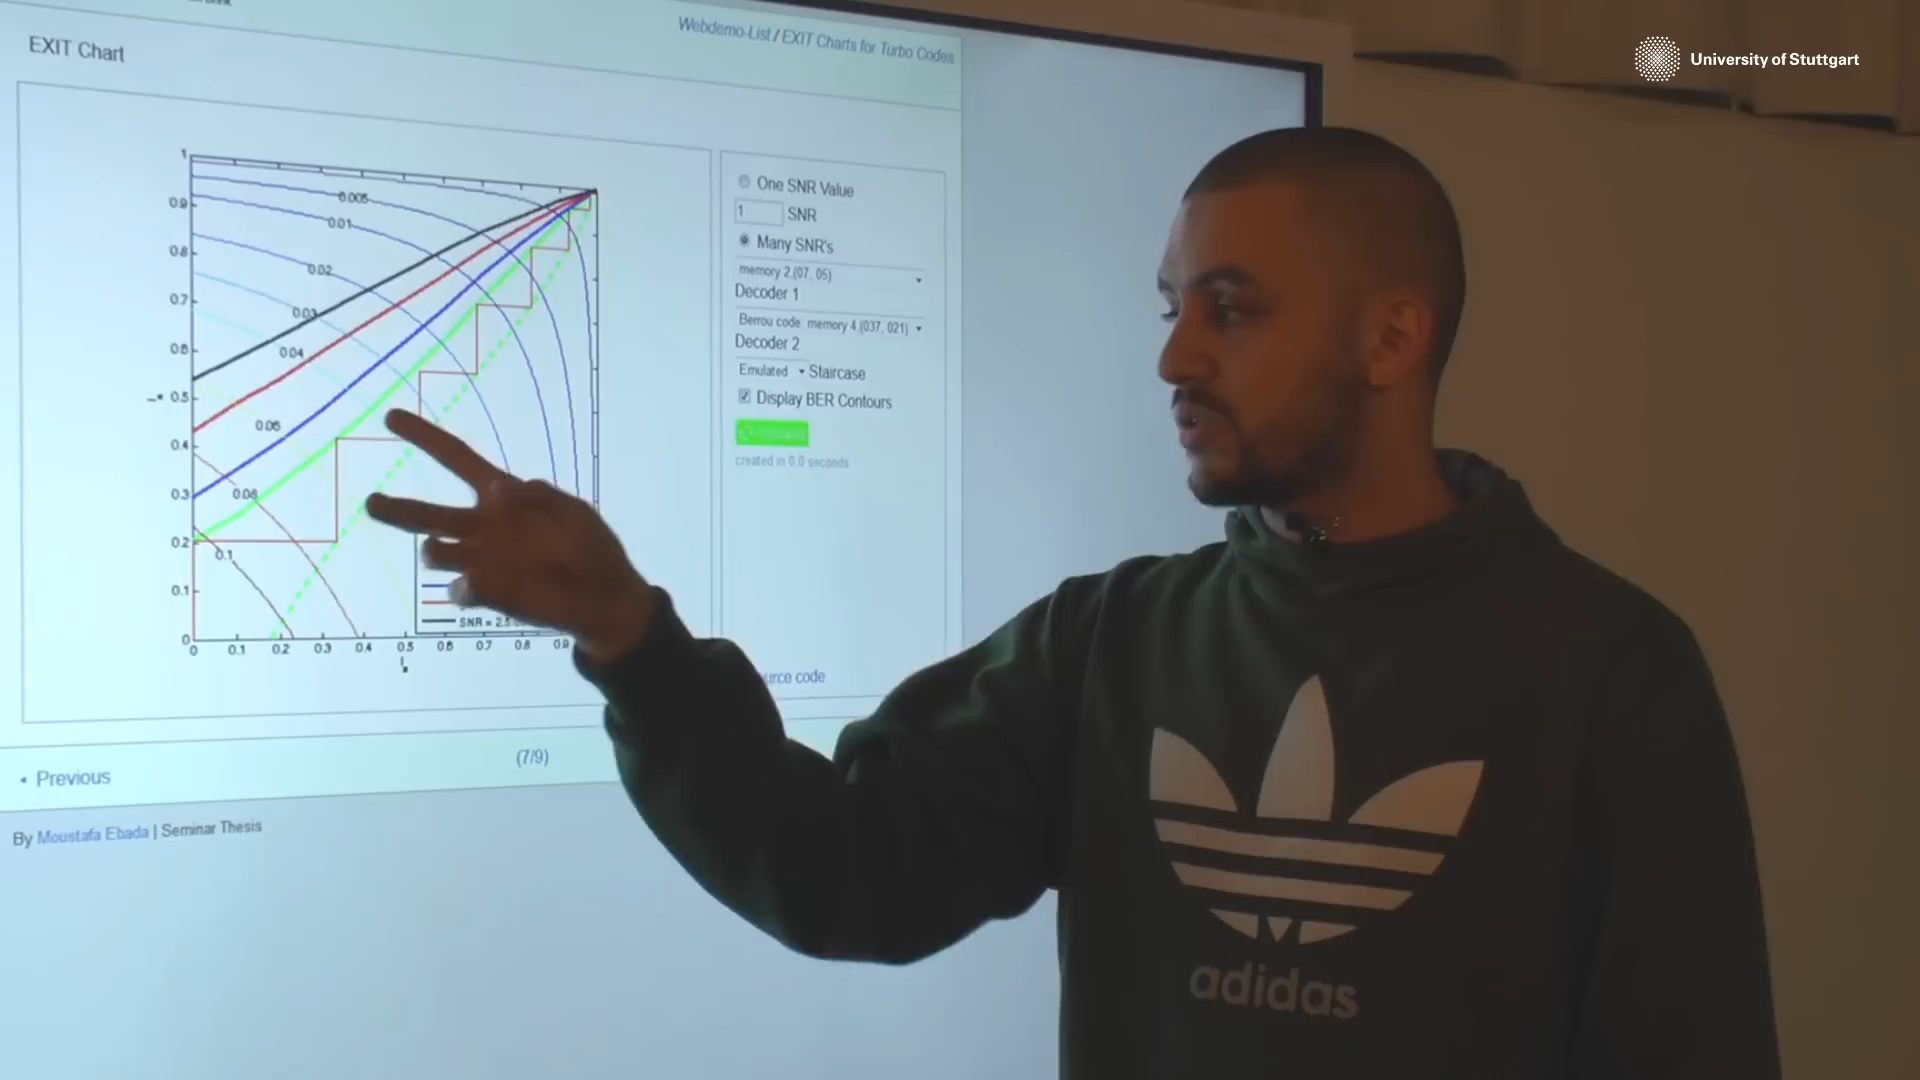 Webdemo-List / EXIT Charts for Turbo Codes
University of Stuttgart
EXIT Chart
1
0.9
0.8
0.7
0.6
0.5
0.4
0.3
0.2
0.1
0
0.005
0.01
0.02
0.03
0.04
0.06
0.08
0.1
0 0.1 0.2 0.3 0.4 0.5 0.6 0.7 0.8 0.9
SNR = 2.5
One SNR Value
1 SNR
Many SNR's
memory 2 (07, 05)
Decoder 1
Berrou code: memory 4 (037, 021)
Decoder 2
Emulated Staircase
Display BER Contours
created in 0.0 seconds
source code
Previous
(7/9)
By Moustafa Ebada | Seminar Thesis
adidas